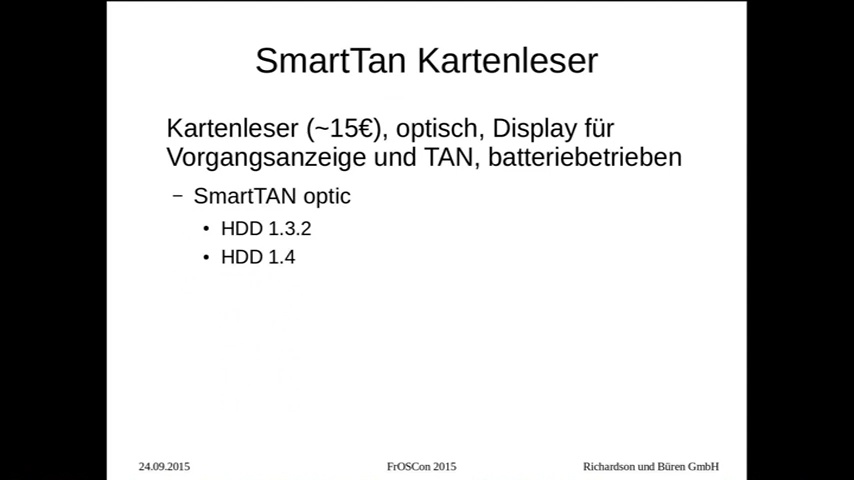 SmartTan Kartenleser
Kartenleser (~15€), optisch, Display für
Vorgangsanzeige und TAN, batteriebetrieben
– SmartTAN optic
• HDD 1.3.2
• HDD 1.4
24.09.2015 FrOSCon 2015 Richardson und Büren GmbH